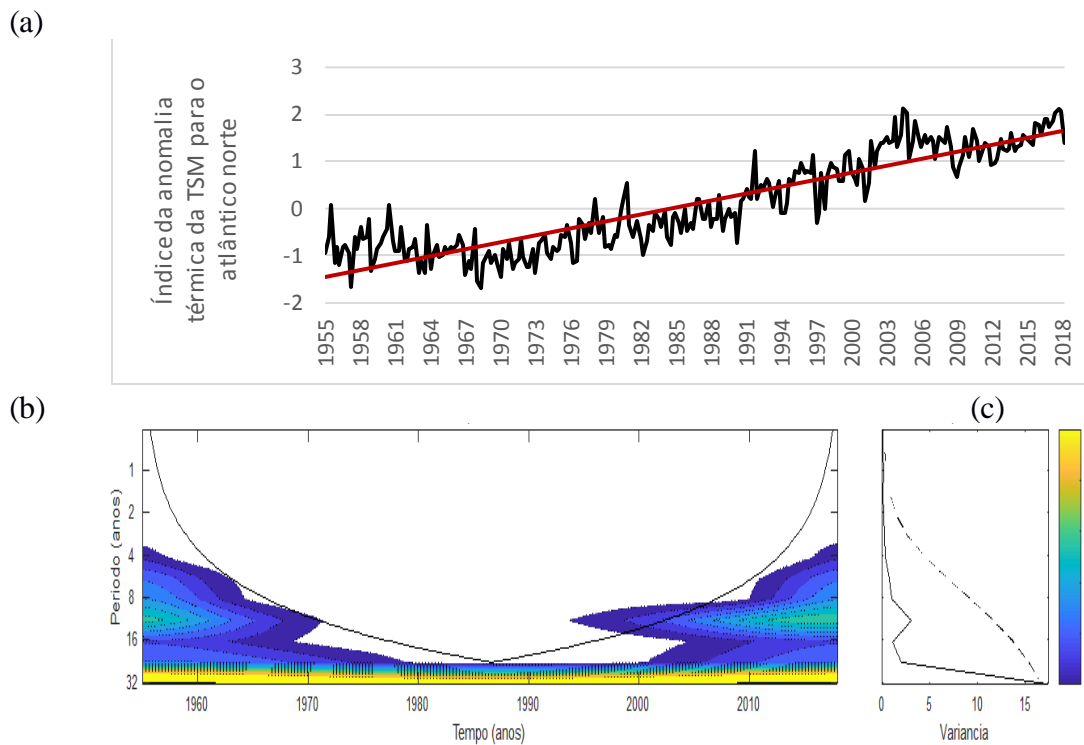 (a)
Índice da anomalia
térmica da TSM para o
atlântico norte
3
2
1
0
-1
-2
1955 1958 1961 1964 1967 1970 1973 1976 1979 1982 1985 1988 1991 1994 1997 2000 2003 2006 2009 2012 2015 2018
(b) (c)
Periodo (anos)
1
2
4
8
16
32
1960 1970 1980 1990 2000 2010
Tempo (anos)
0 5 10 15
Variancia